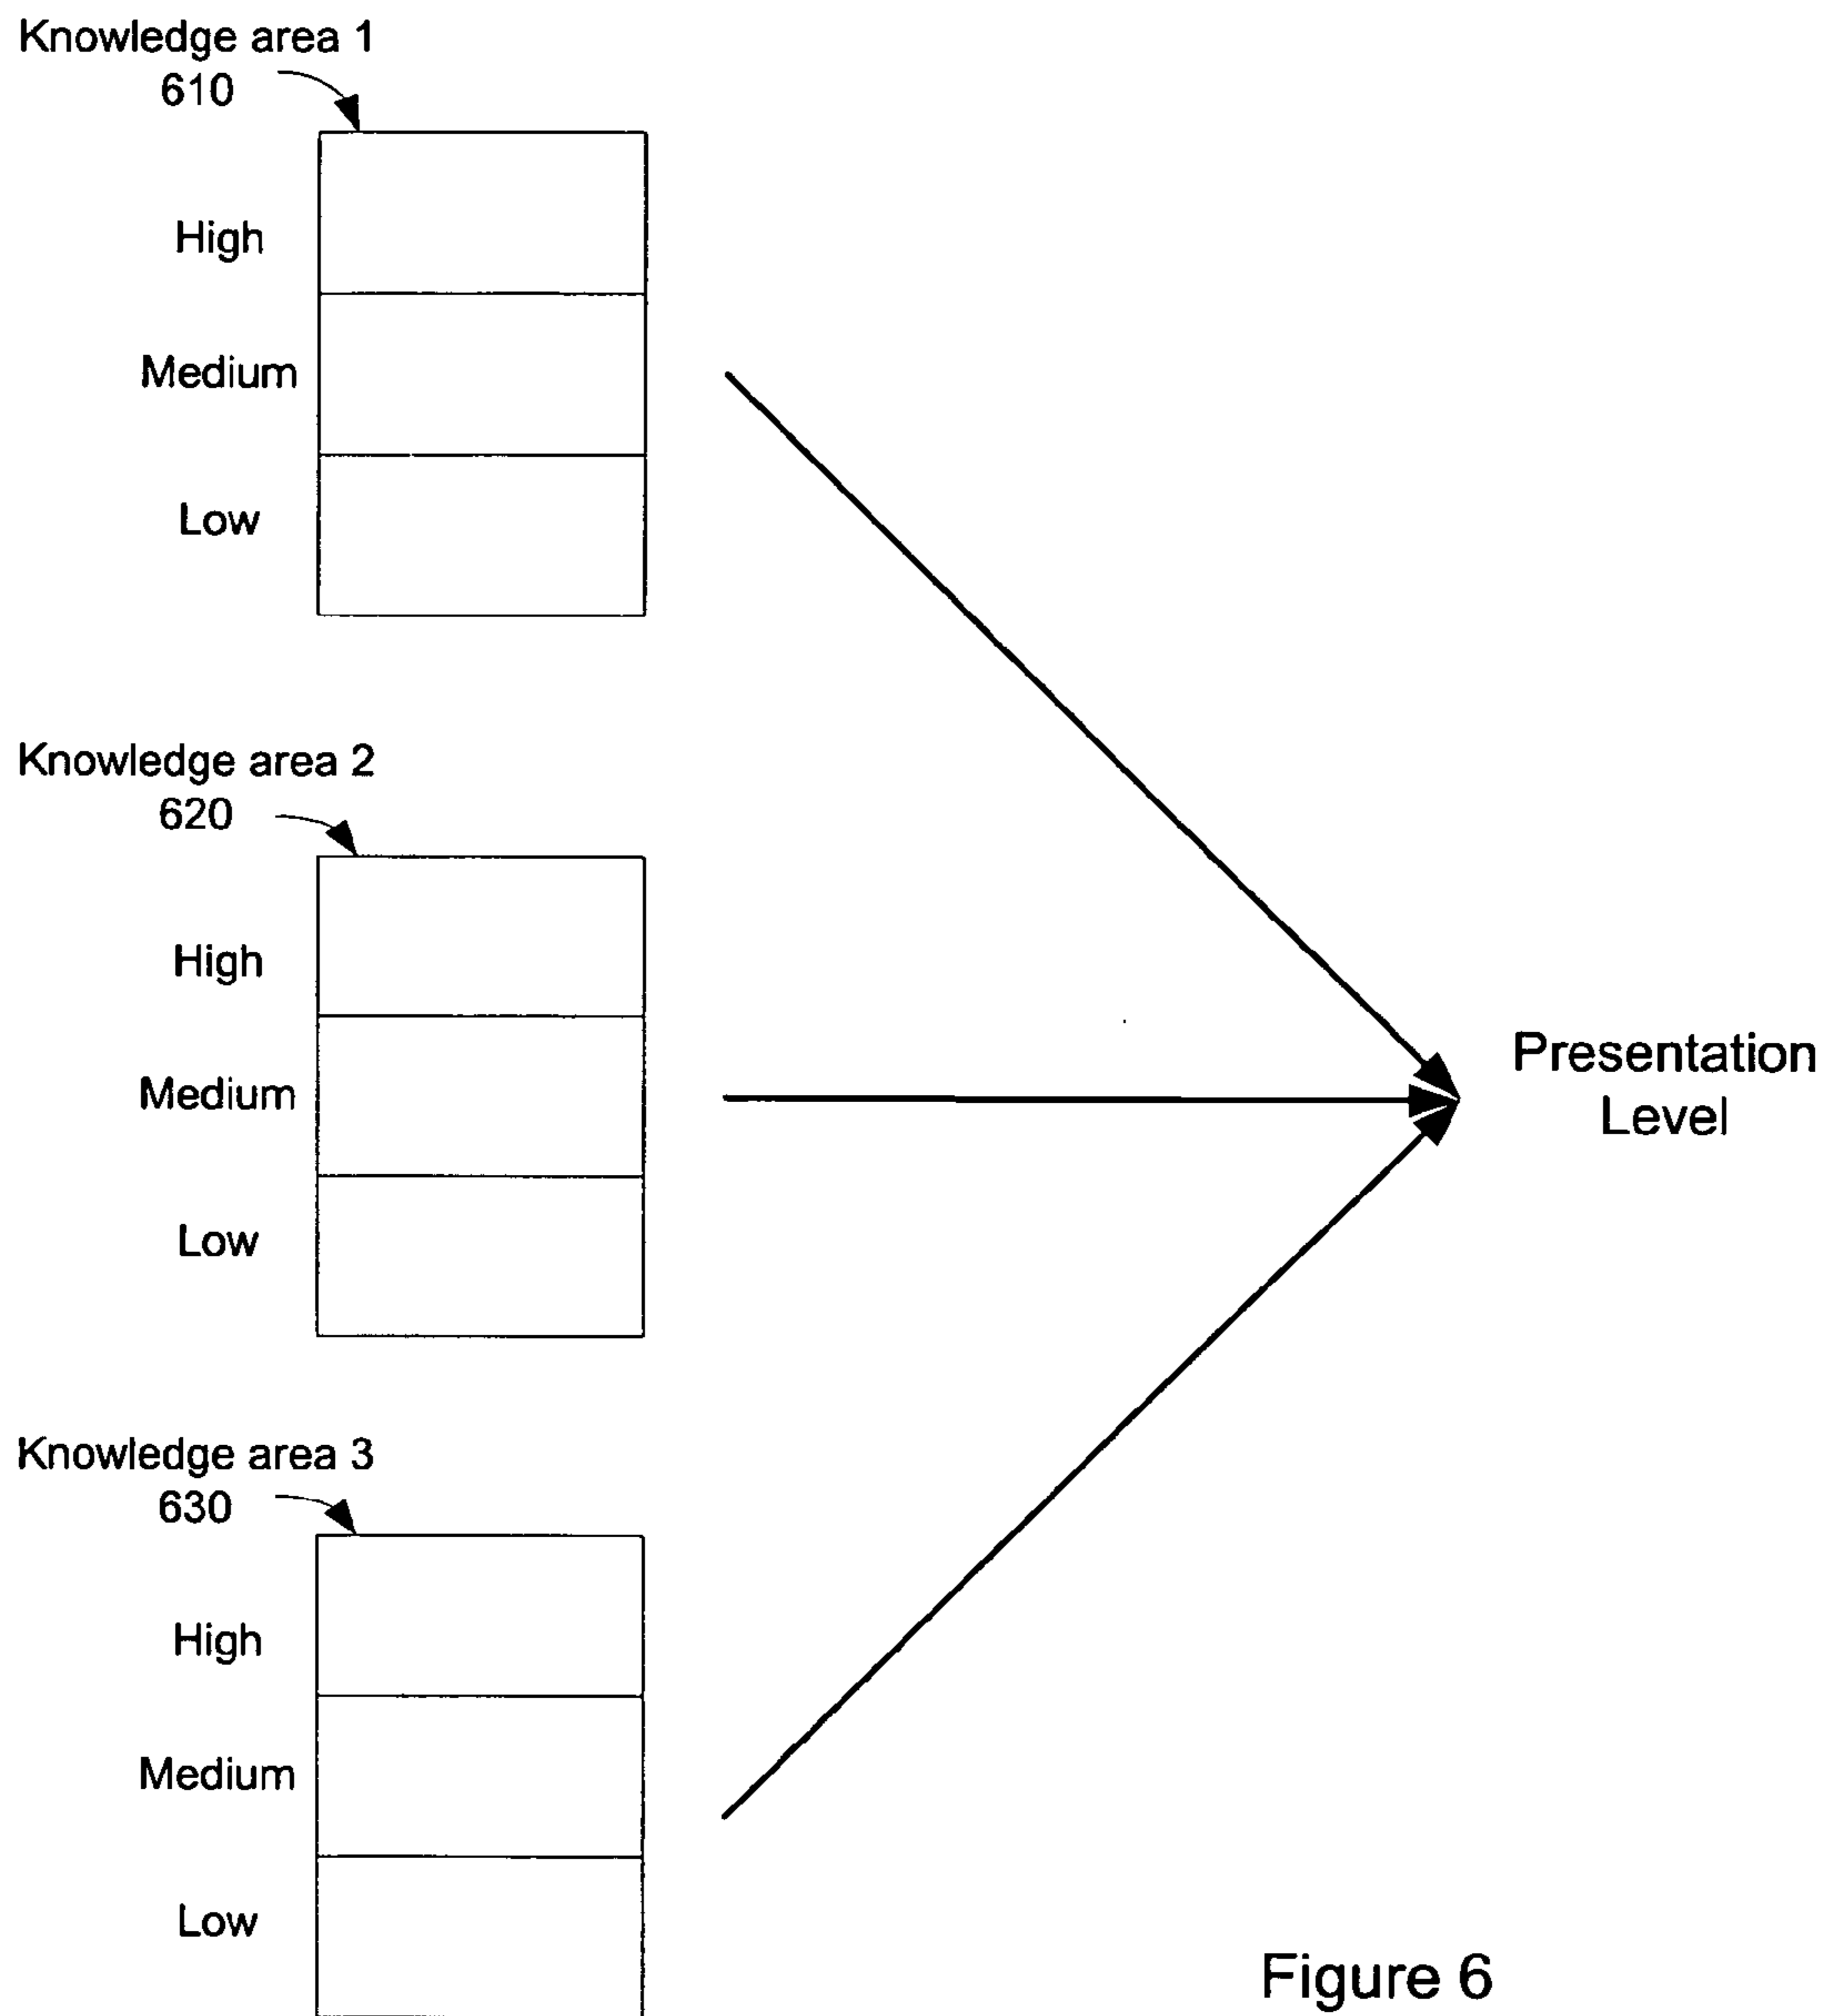 Knowledge area 1
610
High
Medium
Low
Knowledge area 2
620
High
Medium
Low
Presentation
Level
Knowledge area 3
630
High
Medium
Low
Figure 6